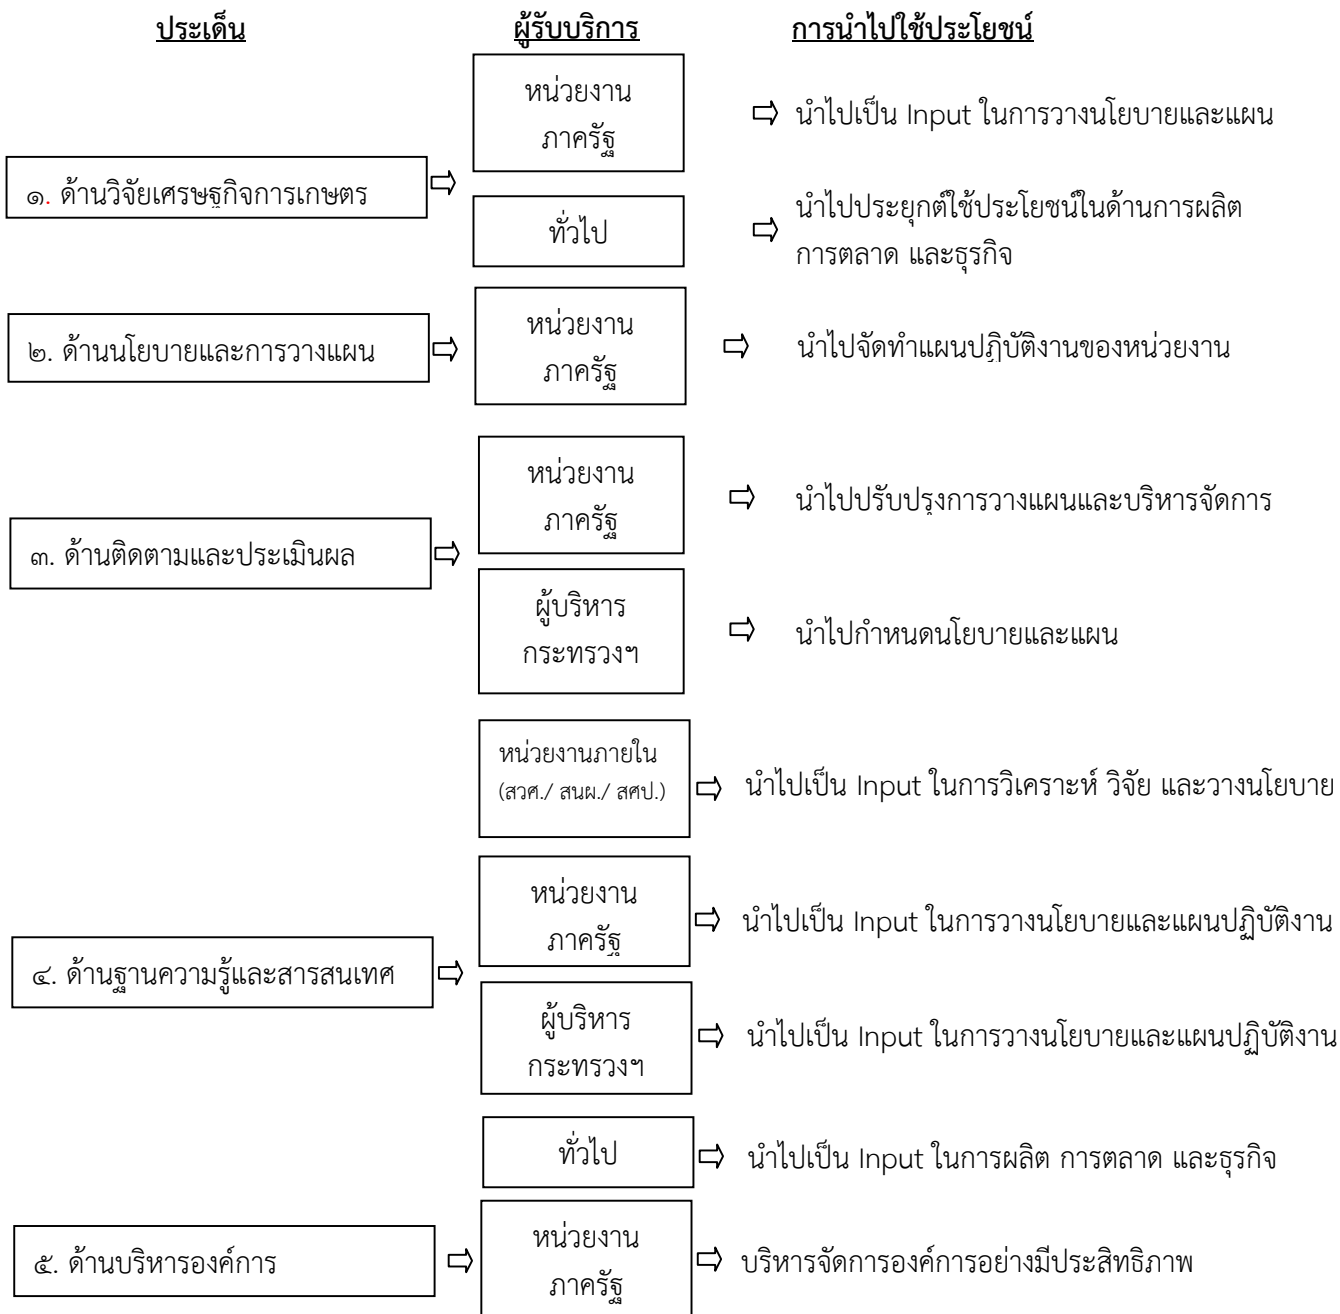 ประเด็น ผู้รับบริการ การนำไปใช้ประโยชน์
หน่วยงาน
ภาครัฐ
นำไปเป็น Input ในการวางนโยบายและแผน
๑. ด้านวิจัยเศรษฐกิจการเกษตร
ทั่วไป
นำไปประยุกต์ใช้ประโยชน์ในด้านการผลิต
การตลาด และธุรกิจ
๒. ด้านนโยบายและการวางแผน
หน่วยงาน
ภาครัฐ
นำไปจัดทำแผนปฏิบัติงานของหน่วยงาน
๓. ด้านติดตามและประเมินผล
หน่วยงาน
ภาครัฐ
นำไปปรับปรุงการวางแผนและบริหารจัดการ
ผู้บริหาร
กระทรวงฯ
นำไปกำหนดนโยบายและแผน
หน่วยงานภายใน
(สวศ./ สนผ./ สศป.)
นำไปเป็น Input ในการวิเคราะห์ วิจัย และวางนโยบาย
๔. ด้านฐานความรู้และสารสนเทศ
หน่วยงาน
ภาครัฐ
นำไปเป็น Input ในการวางนโยบายและแผนปฏิบัติงาน
ผู้บริหาร
กระทรวงฯ
นำไปเป็น Input ในการวางนโยบายและแผนปฏิบัติงาน
ทั่วไป
นำไปเป็น Input ในการผลิต การตลาด และธุรกิจ
๕. ด้านบริหารองค์การ
หน่วยงาน
ภาครัฐ
บริหารจัดการองค์การอย่างมีประสิทธิภาพ